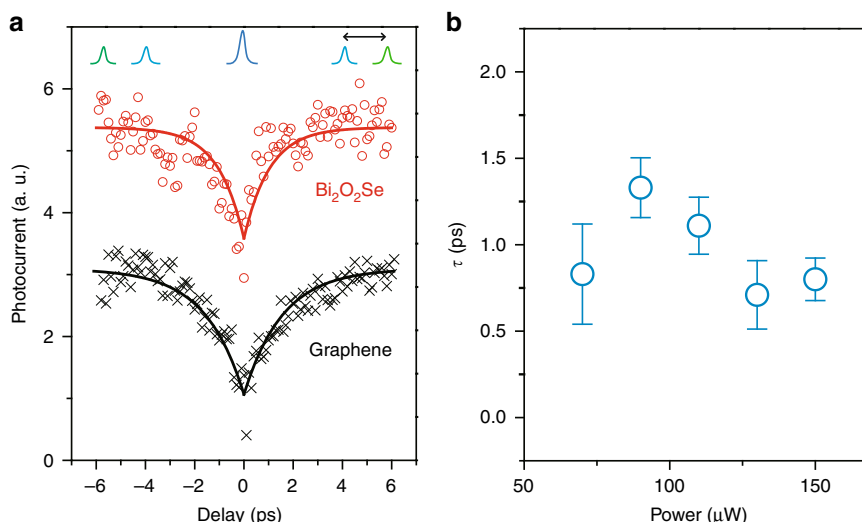 a
Photocurrent (a. u.)
6
4
2
0
Bi₂O₂Se
Graphene
–6 –4 –2 0 2 4 6
Delay (ps)
b
τ (ps)
2.0
1.5
1.0
0.5
0.0
50 100 150
Power (μW)